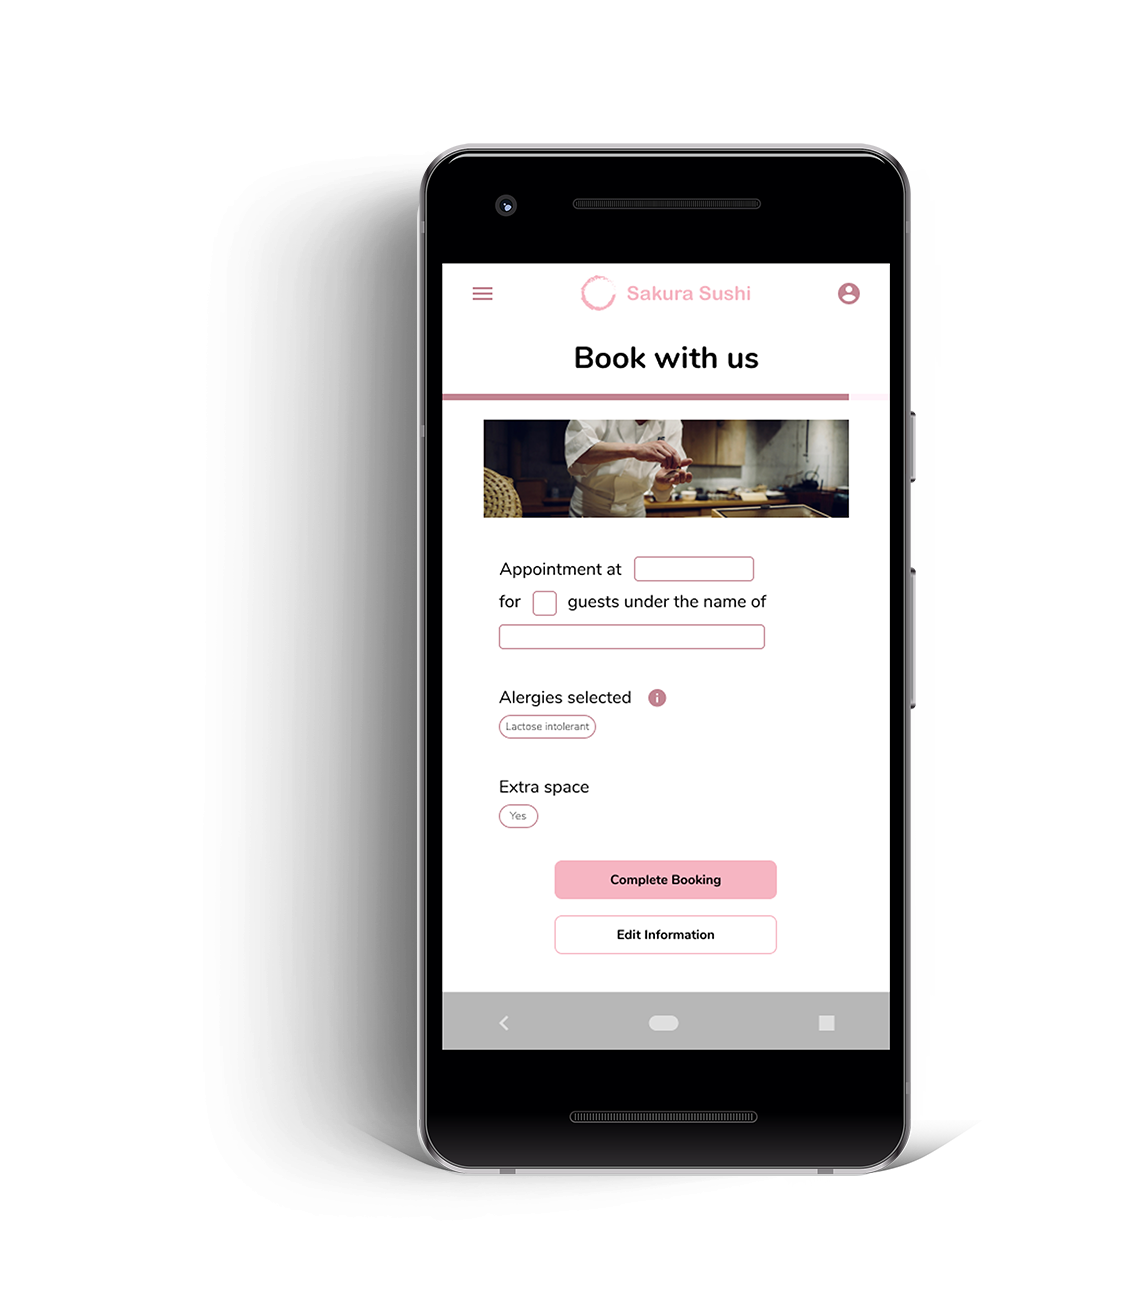 Sakura Sushi
Book with us
Appointment at
for guests under the name of
Alergies selected
Lactose intolerant
Extra space
Yes
Complete Booking
Edit Information